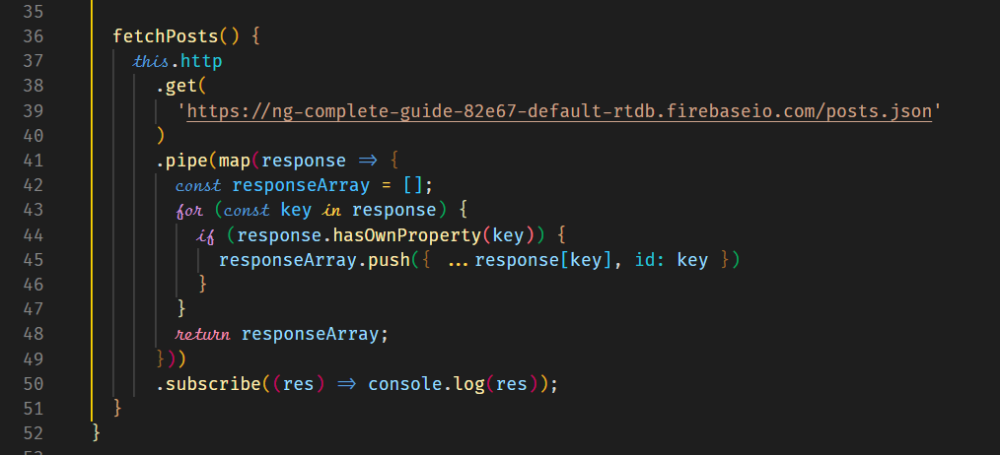 35
36 fetchPosts() {
37 this.http
38 .get(
39 'https://ng-complete-guide-82e67-default-rtdb.firebaseio.com/posts.json'
40 )
41 .pipe(map(response => {
42 const responseArray = [];
43 for (const key in response) {
44 if (response.hasOwnProperty(key)) {
45 responseArray.push({ ...response[key], id: key })
46 }
47 }
48 return responseArray;
49 }))
50 .subscribe((res) => console.log(res));
51 }
52 }
53